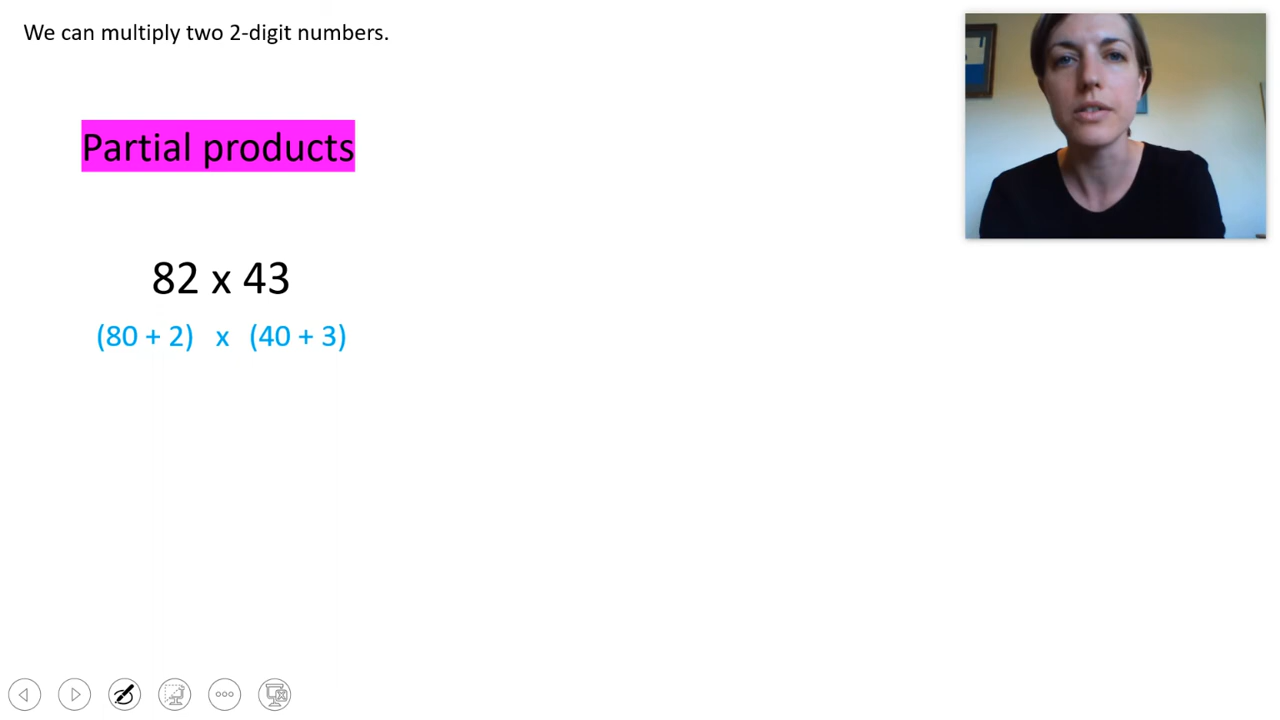 We can multiply two 2-digit numbers.
Partial products
82 x 43
(80 + 2) x (40 + 3)